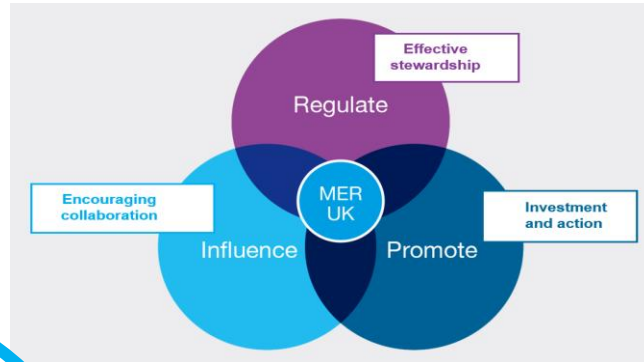 Effective
stewardship
Regulate
MER
UK
Encouraging
collaboration
Investment
and action
Influence
Promote